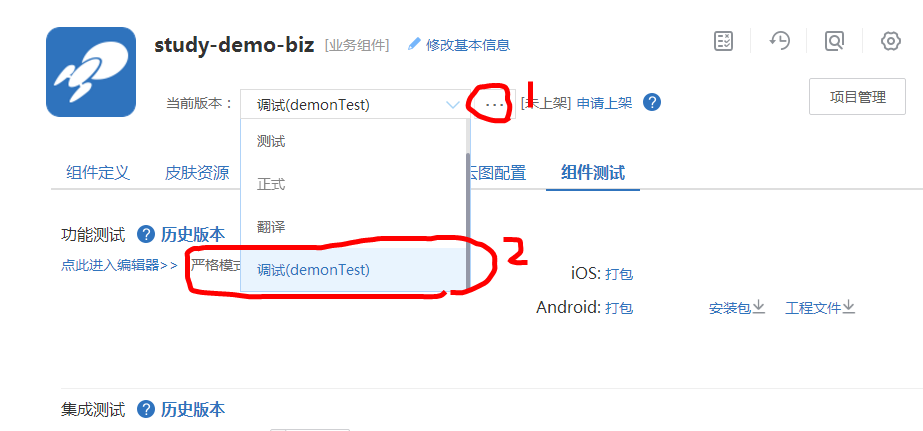 study-demo-biz [业务组件] 修改基本信息
1
当前版本： 调试(demonTest) ... [未上架] 申请上架 ?
项目管理
测试
正式
翻译
调试(demonTest)
2
组件定义 皮肤资源 云图配置 组件测试
功能测试 ? 历史版本
点此进入编辑器>> 严格模式
iOS: 打包
Android: 打包 安装包 工程文件
集成测试 ? 历史版本